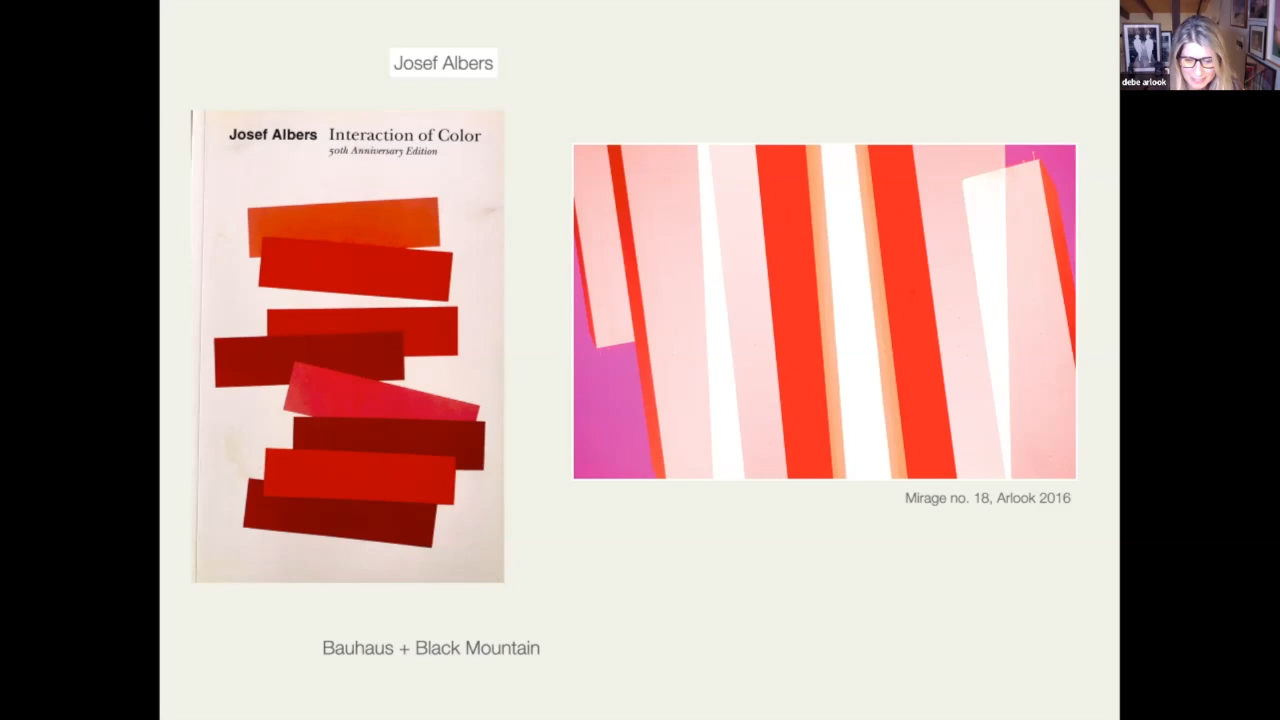 Josef Albers
debe arlook
Josef Albers Interaction of Color
50th Anniversary Edition
Mirage no. 18, Arlook 2016
Bauhaus + Black Mountain